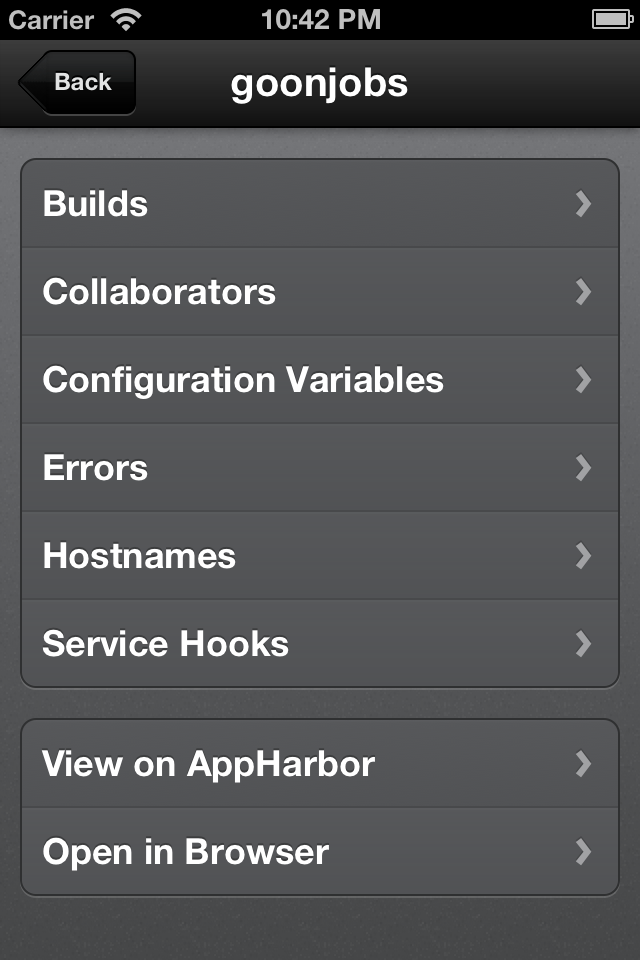 Carrier 10:42 PM
Back goonjobs
Builds
Collaborators
Configuration Variables
Errors
Hostnames
Service Hooks
View on AppHarbor
Open in Browser